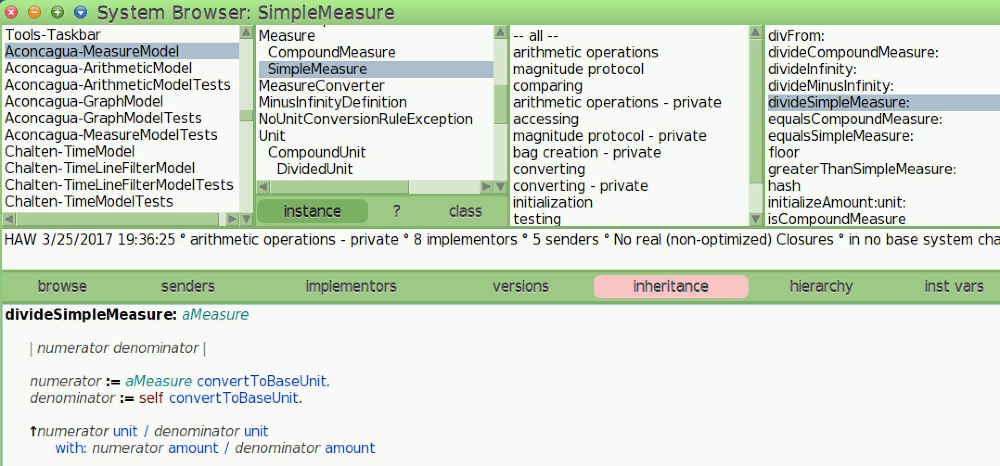 System Browser: SimpleMeasure
Tools-Taskbar
Aconcagua-MeasureModel
Aconcagua-ArithmeticModel
Aconcagua-ArithmeticModelTests
Aconcagua-GraphModel
Aconcagua-GraphModelTests
Aconcagua-MeasureModelTests
Chalten-TimeModel
Chalten-TimeLineFilterModel
Chalten-TimeLineFilterModelTests
Chalten-TimeModelTests
Measure
CompoundMeasure
SimpleMeasure
MeasureConverter
MinusInfinityDefinition
NoUnitConversionRuleException
Unit
CompoundUnit
DividedUnit
instance ? class
-- all --
arithmetic operations
magnitude protocol
comparing
arithmetic operations - private
accessing
magnitude protocol - private
bag creation - private
converting
converting - private
initialization
testing
divFrom:
divideCompoundMeasure:
divideInfinity:
divideMinusInfinity:
divideSimpleMeasure:
equalsCompoundMeasure:
equalsSimpleMeasure:
floor
greaterThanSimpleMeasure:
hash
initializeAmount:unit:
isCompoundMeasure
HAW 3/25/2017 19:36:25 ° arithmetic operations - private ° 8 implementors ° 5 senders ° No real (non-optimized) Closures ° in no base system cha
browse senders implementors versions inheritance hierarchy inst vars
divideSimpleMeasure: aMeasure
| numerator denominator |
numerator := aMeasure convertToBaseUnit.
denominator := self convertToBaseUnit.
↑numerator unit / denominator unit
with: numerator amount / denominator amount